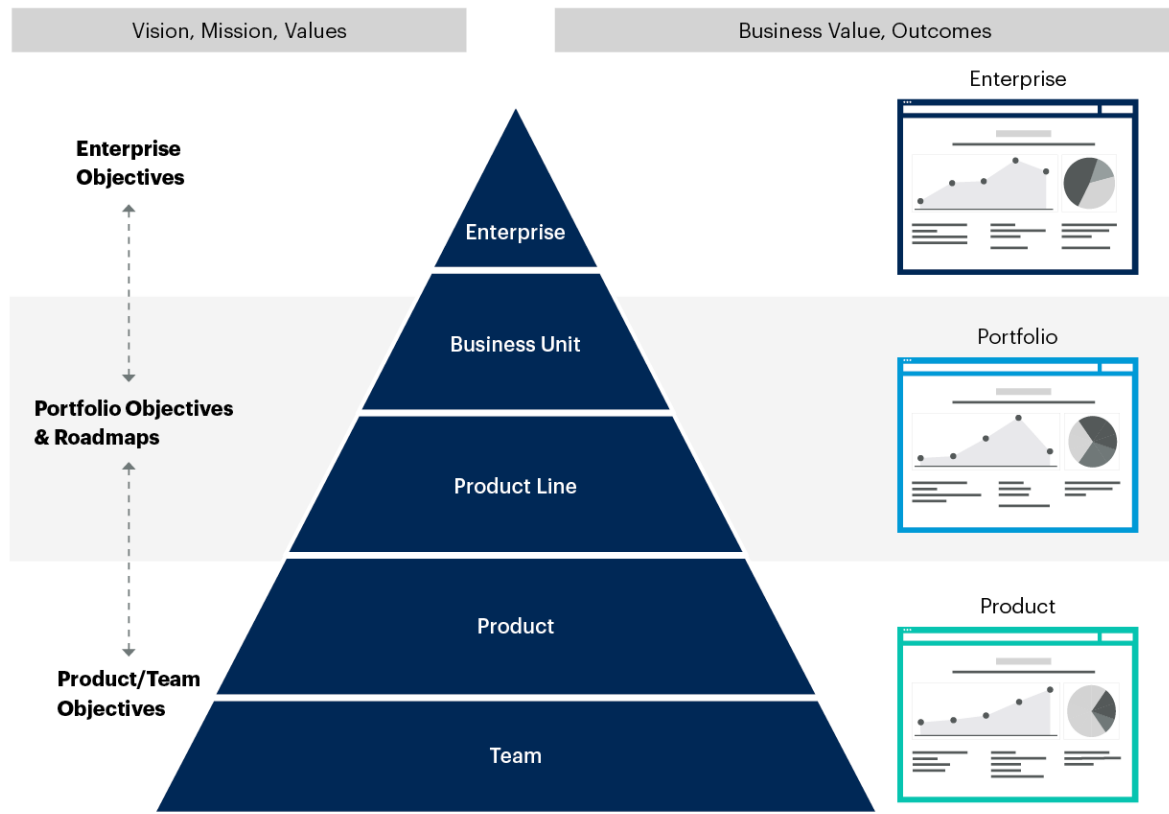 Vision, Mission, Values
Business Value, Outcomes
Enterprise
Enterprise
Objectives
Enterprise
Business Unit
Portfolio
Portfolio Objectives
& Roadmaps
Product Line
Product
Product
Product/Team
Objectives
Team